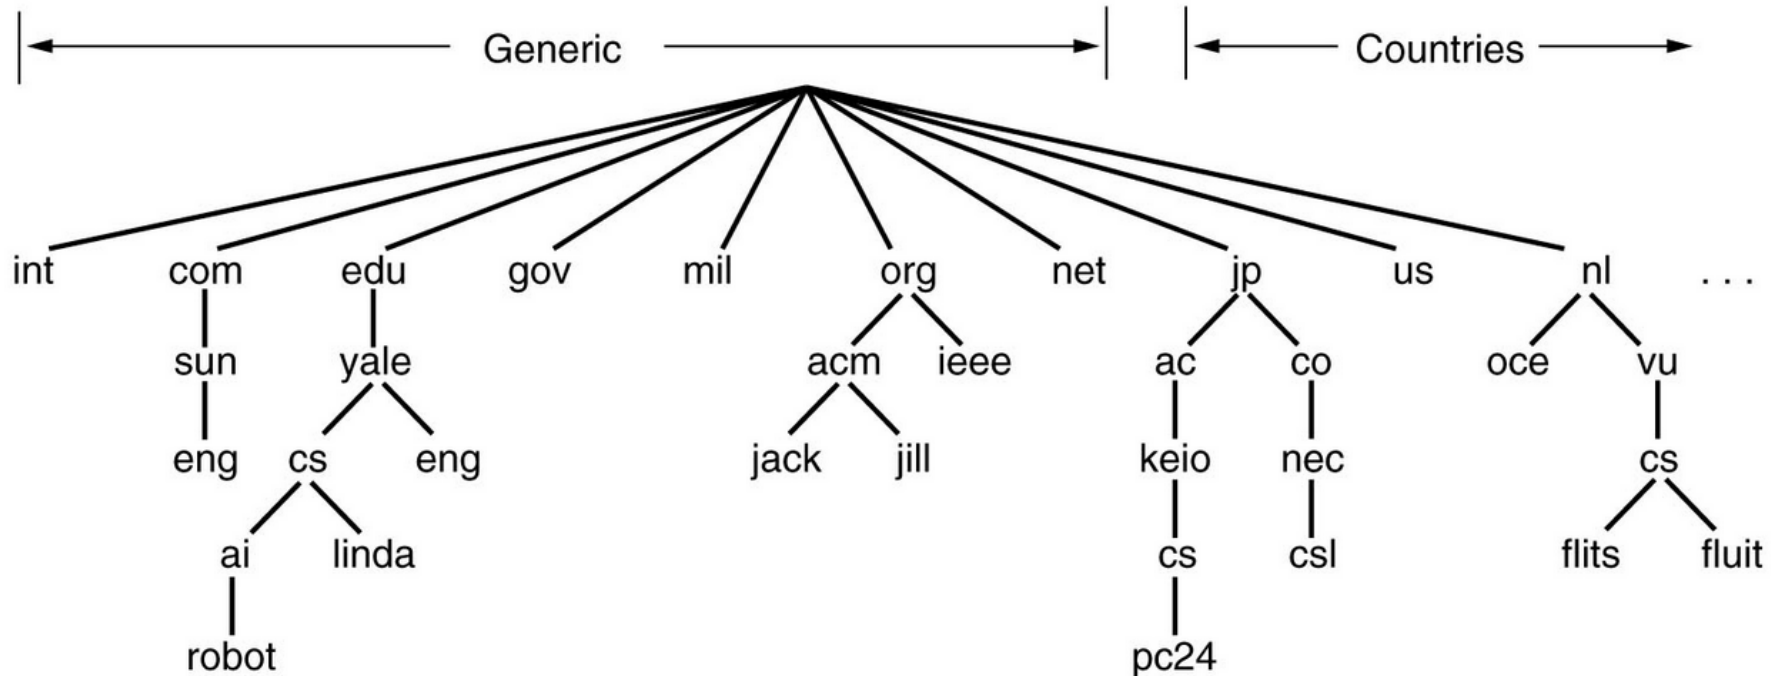 Generic Countries
int com edu gov mil org net jp us nl . . .
sun yale acm ieee ac co oce vu
eng cs eng jack jill keio nec cs
ai linda cs csl flits fluit
robot pc24